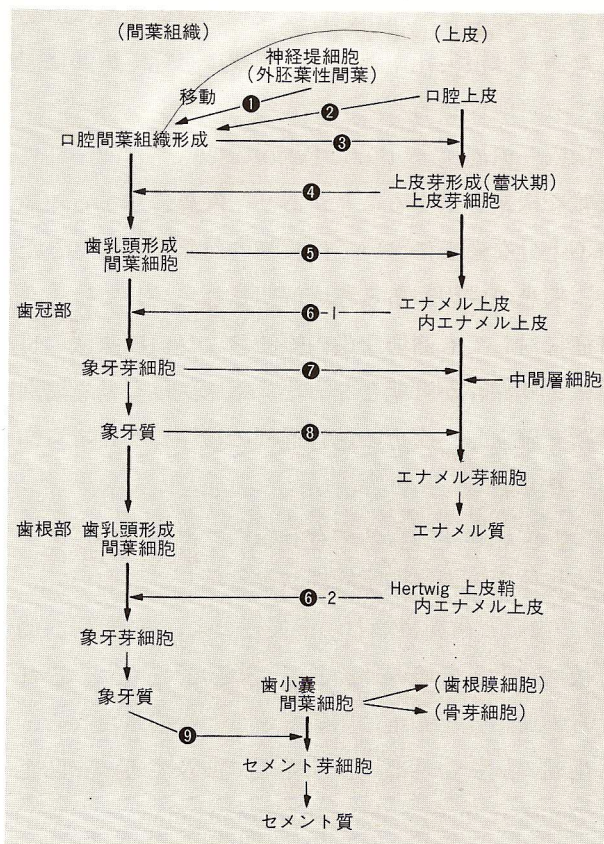 (間葉組織)
(上皮)
神経堤細胞
(外胚葉性間葉)
移動
❶
❷
口腔上皮
口腔間葉組織形成
❸
❹
上皮芽形成(蕾状期)
上皮芽細胞
歯乳頭形成
間葉細胞
❺
歯冠部
❻-1
エナメル上皮
内エナメル上皮
象牙芽細胞
❼
中間層細胞
象牙質
❽
エナメル芽細胞
エナメル質
歯根部
歯乳頭形成
間葉細胞
❻-2
Hertwig 上皮鞘
内エナメル上皮
象牙芽細胞
象牙質
歯小嚢
間葉細胞
(歯根膜細胞)
(骨芽細胞)
❾
セメント芽細胞
セメント質